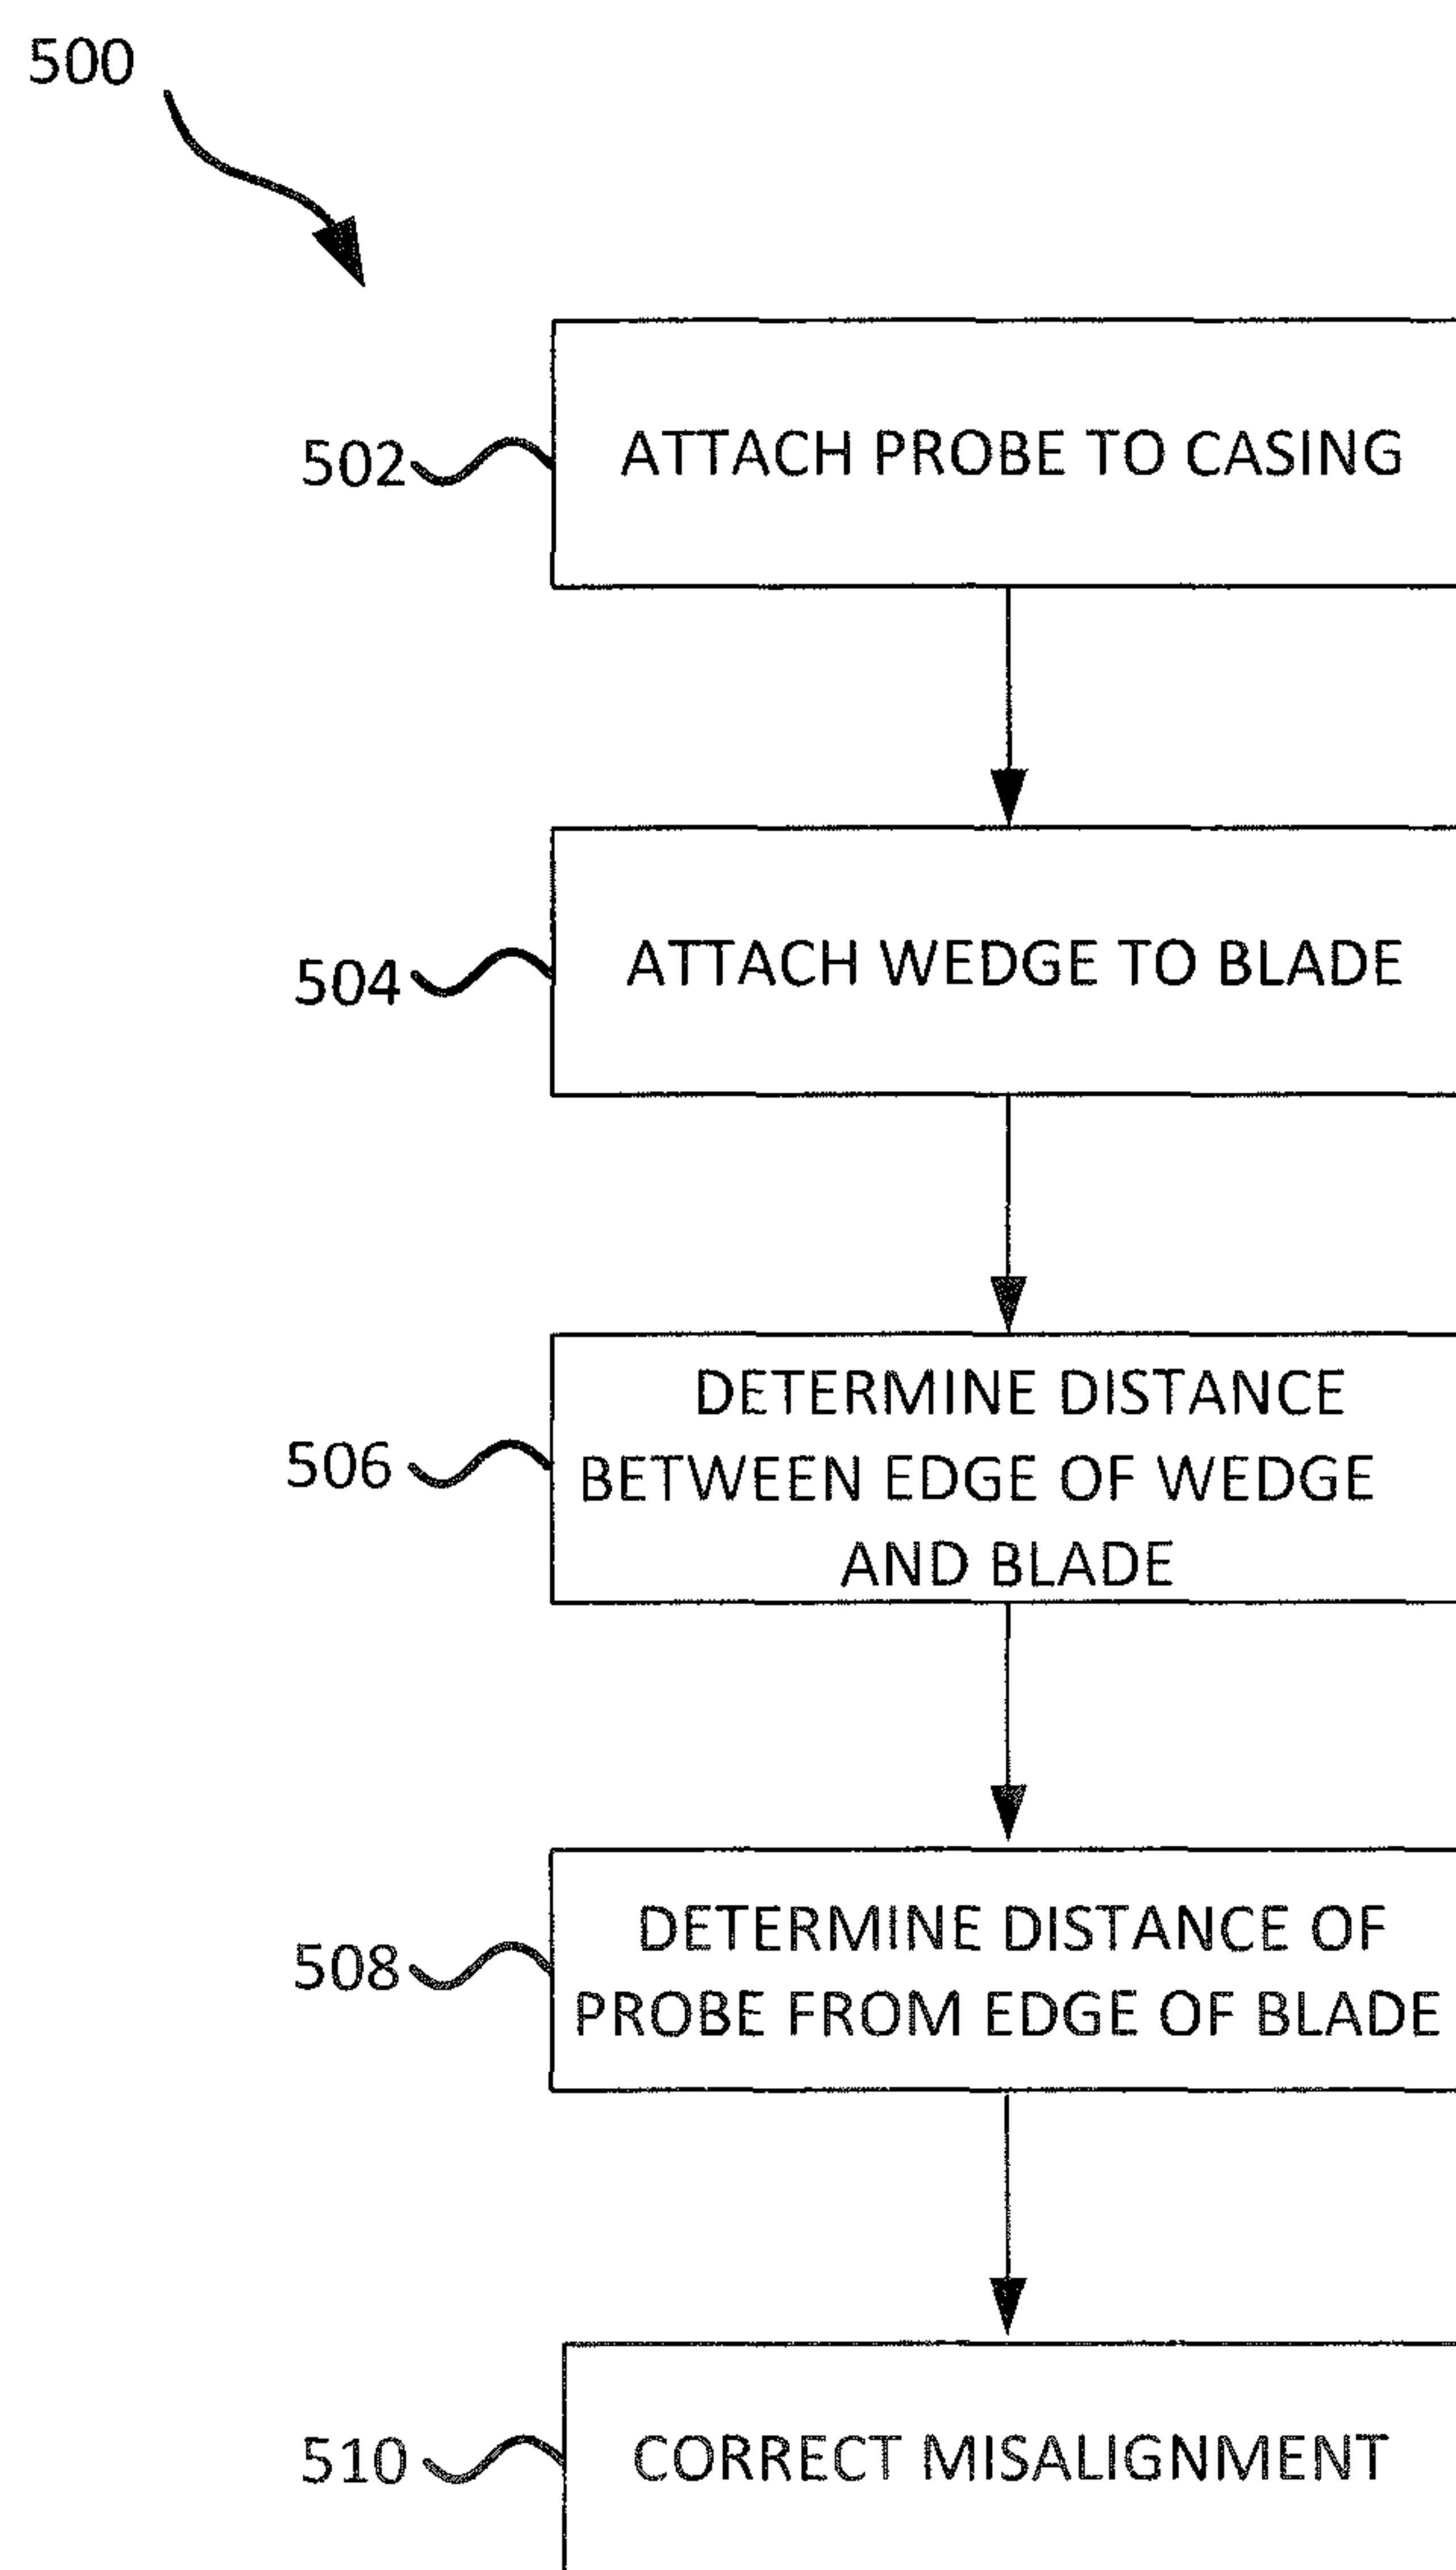 500
502
ATTACH PROBE TO CASING
504
ATTACH WEDGE TO BLADE
506
DETERMINE DISTANCE
BETWEEN EDGE OF WEDGE
AND BLADE
508
DETERMINE DISTANCE OF
PROBE FROM EDGE OF BLADE
510
CORRECT MISALIGNMENT